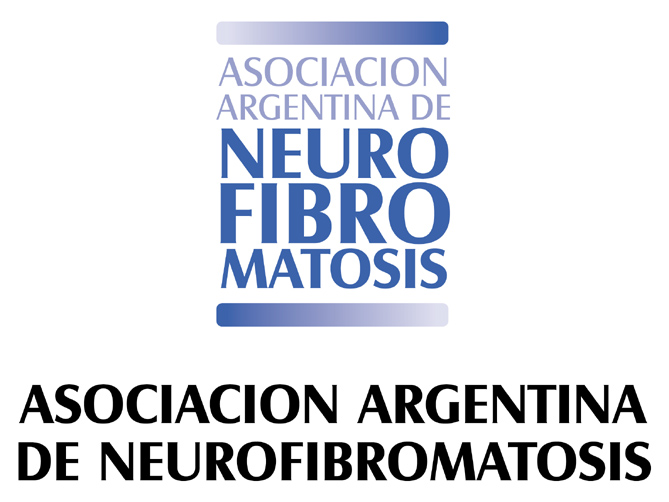 ASOCIACION
ARGENTINA DE
NEURO
FIBRO
MATOSIS
ASOCIACION ARGENTINA
DE NEUROFIBROMATOSIS